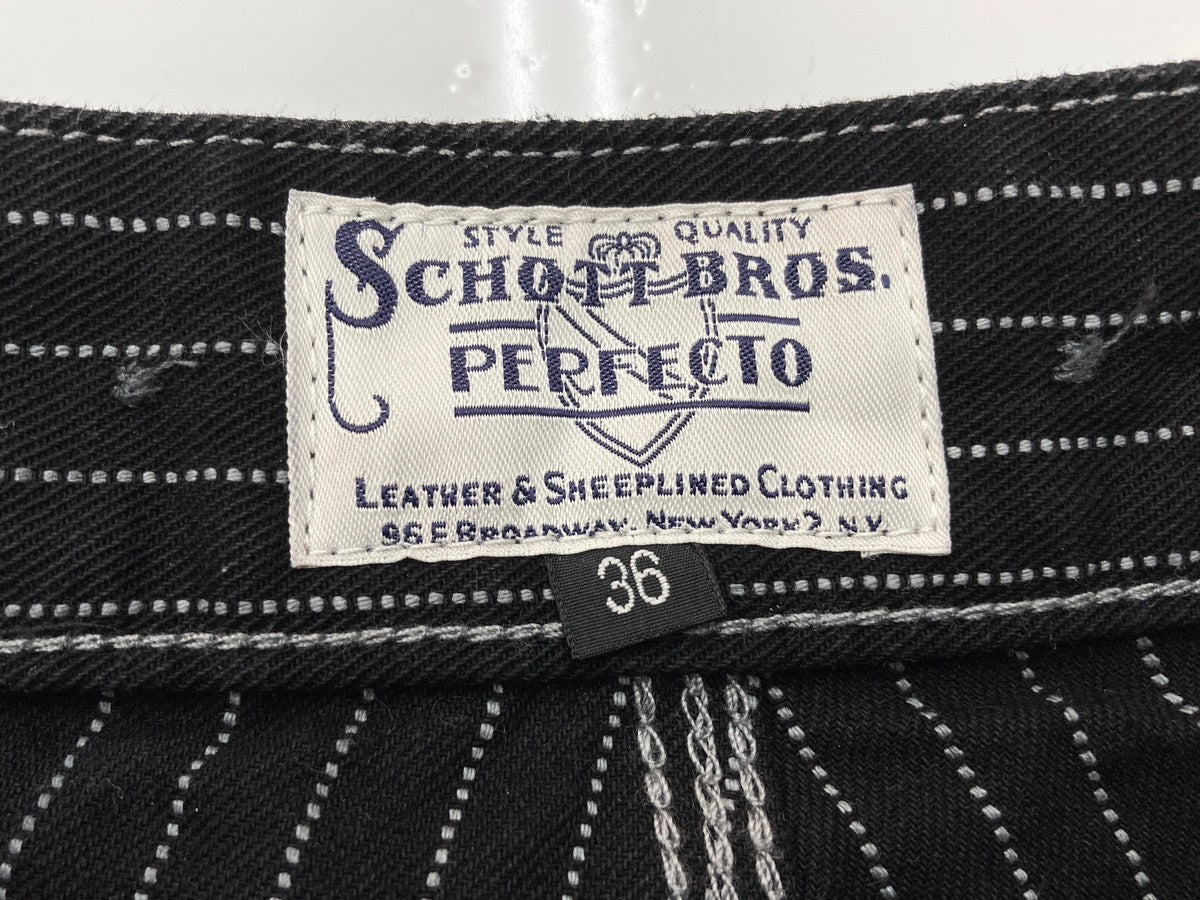 STYLE QUALITY
SCHOTT BROS.
PERFECTO
LEATHER & SHEEPLINED CLOTHING
96 E. BROADWAY. NEW YORK 2, N.Y.
36